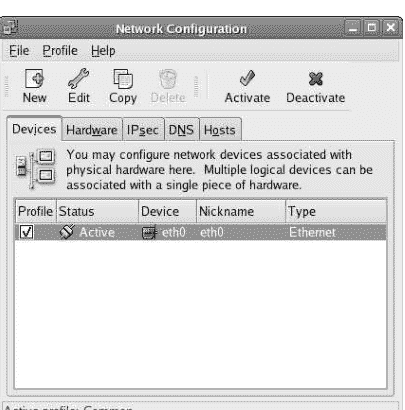 Network Configuration
File Profile Help
New Edit Copy Delete Activate Deactivate
Devices Hardware IPsec DNS Hosts
You may configure network devices associated with
physical hardware here. Multiple logical devices can be
associated with a single piece of hardware.
Profile Status Device Nickname Type
Active eth0 eth0 Ethernet
Active profile: Common